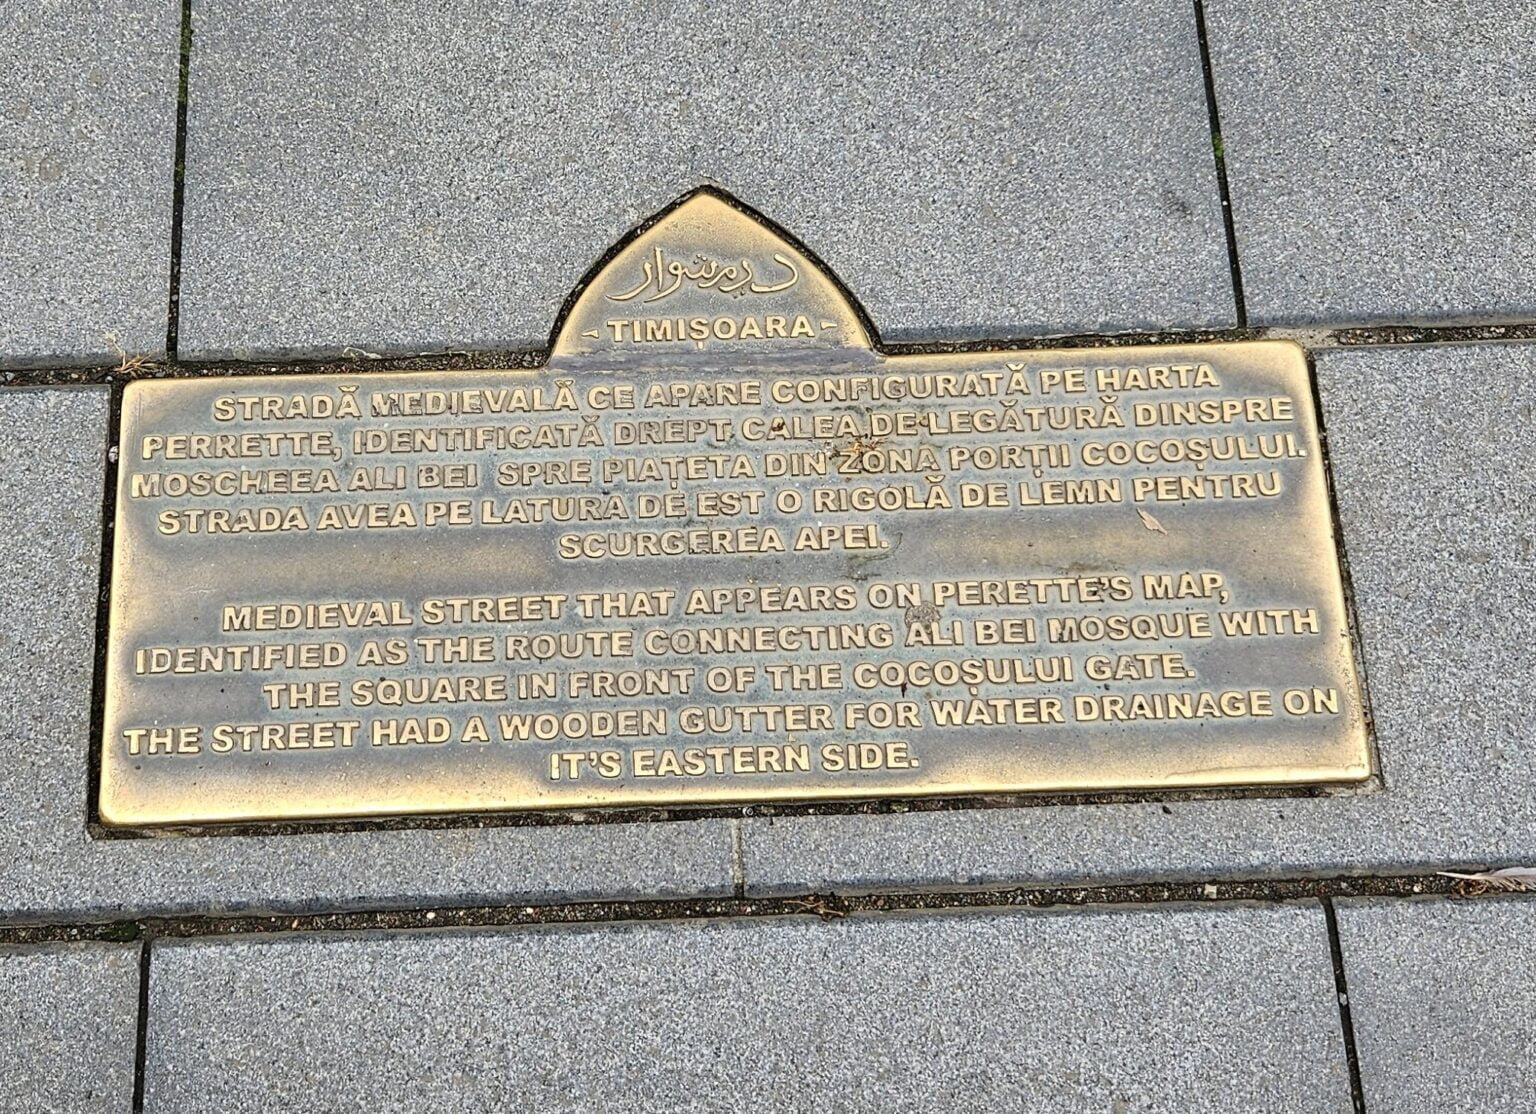 در مشوار
TIMIȘOARA
STRADĂ MEDIEVALĂ CE APARE CONFIGURATĂ PE HARTA
PERRETTE, IDENTIFICATĂ DREPT CALEA DE LEGĂTURĂ DINSPRE
MOSCHEEA ALI BEI SPRE PIAȚETA DIN ZONA PORȚII COCOȘULUI.
STRADA AVEA PE LATURA DE EST O RIGOLĂ DE LEMN PENTRU
SCURGEREA APEI.
MEDIEVAL STREET THAT APPEARS ON PERETTE'S MAP,
IDENTIFIED AS THE ROUTE CONNECTING ALI BEI MOSQUE WITH
THE SQUARE IN FRONT OF THE COCOȘULUI GATE.
THE STREET HAD A WOODEN GUTTER FOR WATER DRAINAGE ON
IT'S EASTERN SIDE.